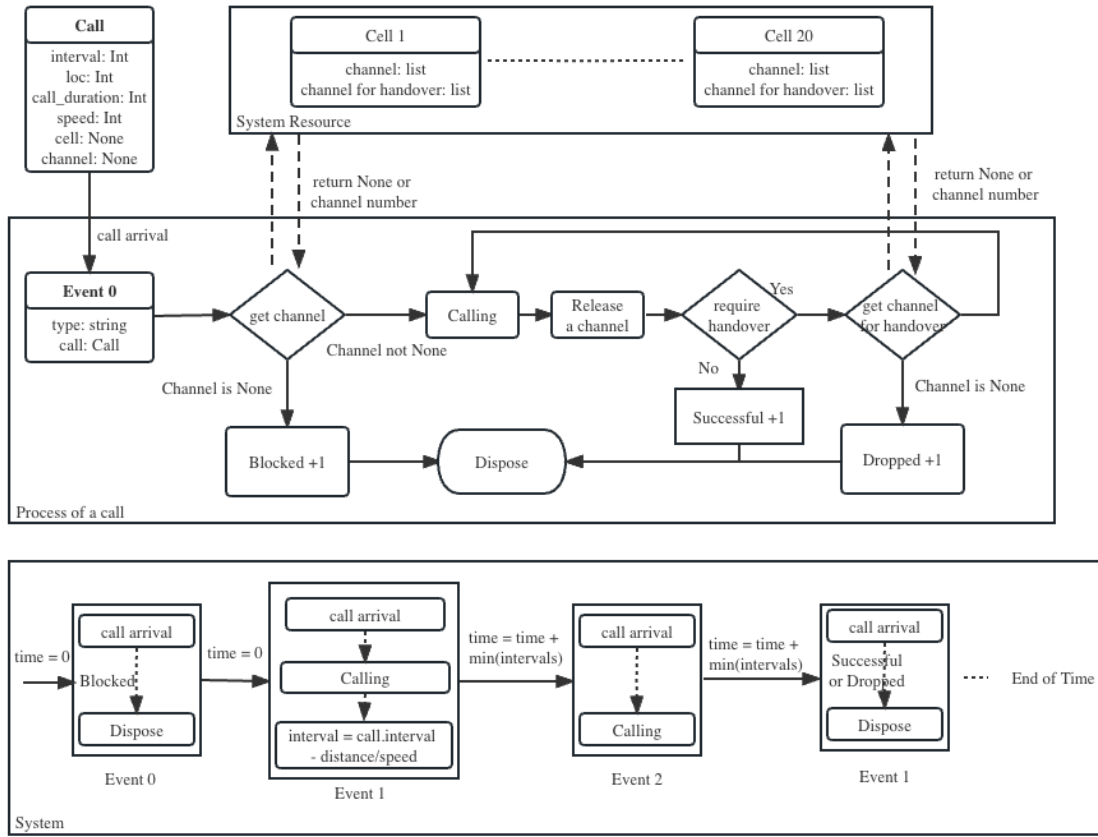 Call
interval: Int
loc: Int
call_duration: Int
speed: Int
cell: None
channel: None
Cell 1
channel: list
channel for handover: list
Cell 20
channel: list
channel for handover: list
System Resource
return None or
channel number
return None or
channel number
call arrival
Event 0
type: string
call: Call
get channel
Channel not None
Channel is None
Calling
Release
a channel
require
handover
Yes
No
get channel
for handover
Channel is None
Successful +1
Blocked +1
Dispose
Dropped +1
Process of a call
time = 0
call arrival
Blocked
Dispose
Event 0
time = 0
call arrival
Calling
interval = call.interval
- distance/speed
Event 1
time = time +
min(intervals)
call arrival
Calling
Event 2
time = time +
min(intervals)
call arrival
Successful
or Dropped
Dispose
Event 1
End of Time
System